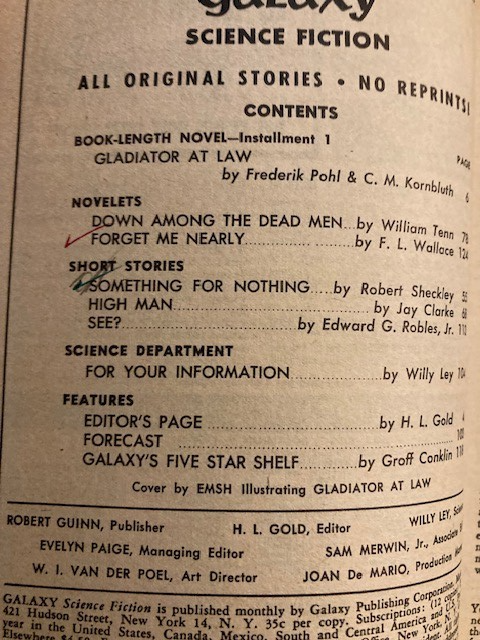 Galaxy
SCIENCE FICTION
ALL ORIGINAL STORIES • NO REPRINTS!
CONTENTS
BOOK-LENGTH NOVEL—Installment 1
PAGE
GLADIATOR AT LAW
by Frederik Pohl & C. M. Kornbluth 6
NOVELETS
DOWN AMONG THE DEAD MEN...by William Tenn 78
FORGET ME NEARLY...................by F. L. Wallace 124
SHORT STORIES
SOMETHING FOR NOTHING.....by Robert Sheckley
HIGH MAN....................................by Jay Clarke
SEE?...............................by Edward G. Robles, Jr.
SCIENCE DEPARTMENT
FOR YOUR INFORMATION.................by Willy Ley 104
FEATURES
EDITOR'S PAGE................................by H. L. Gold 4
FORECAST................................................
GALAXY'S FIVE STAR SHELF..........by Groff Conklin
Cover by EMSH Illustrating GLADIATOR AT LAW
ROBERT GUINN, Publisher H. L. GOLD, Editor WILLY LEY,
EVELYN PAIGE, Managing Editor SAM MERWIN, Jr., Associate
W. I. VAN DER POEL, Art Director JOAN De MARIO, Production
GALAXY Science Fiction is published monthly by Galaxy Publishing Corporation.
421 Hudson Street, New York 14, N. Y. 35c per copy. Subscriptions: (12
year in the United States, Canada, Mexico, South and Central America and U. S.